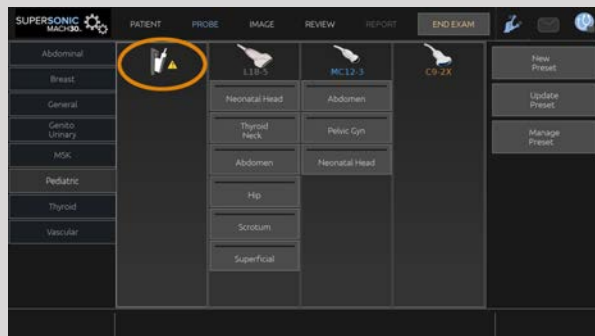 SUPERSONIC
MACH30.
PATIENT PROBE IMAGE REVIEW REPORT END EXAM
Abdominal
Breast
General
Genito
Urinary
MSK
Pediatric
Thyroid
Vascular
L18-5 MC12-3 C9-2X
Neonatal Head Abdomen
Thyroid
Neck
Pelvic Gyn
Abdomen Neonatal Head
Hip
Scrotum
Superficial
New
Preset
Update
Preset
Manage
Preset